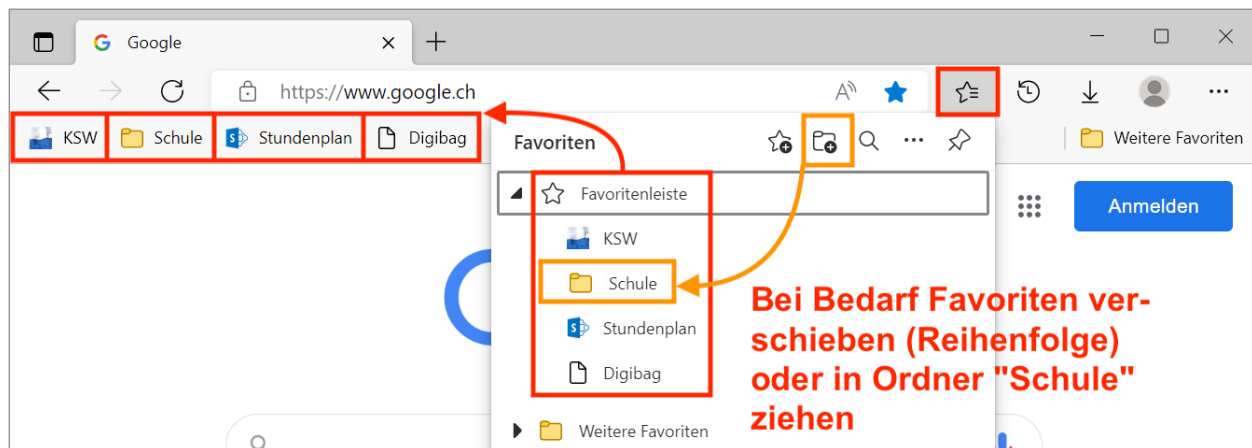 Google
https://www.google.ch
KSW
Schule
Stundenplan
Digibag
Weitere Favoriten
Favoriten
Favoritenleiste
KSW
Schule
Stundenplan
Digibag
Weitere Favoriten
Anmelden
Bei Bedarf Favoriten ver-
schieben (Reihenfolge)
oder in Ordner "Schule"
ziehen